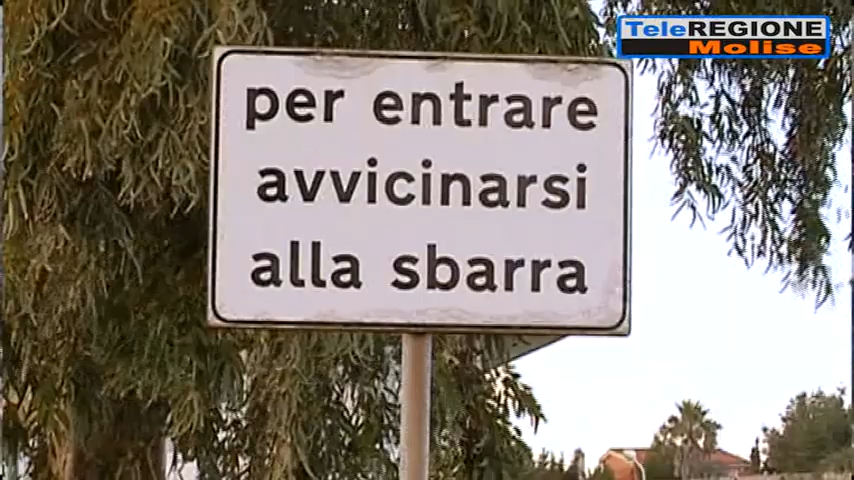 TeleREGIONE
Molise
per entrare
avvicinarsi
alla sbarra